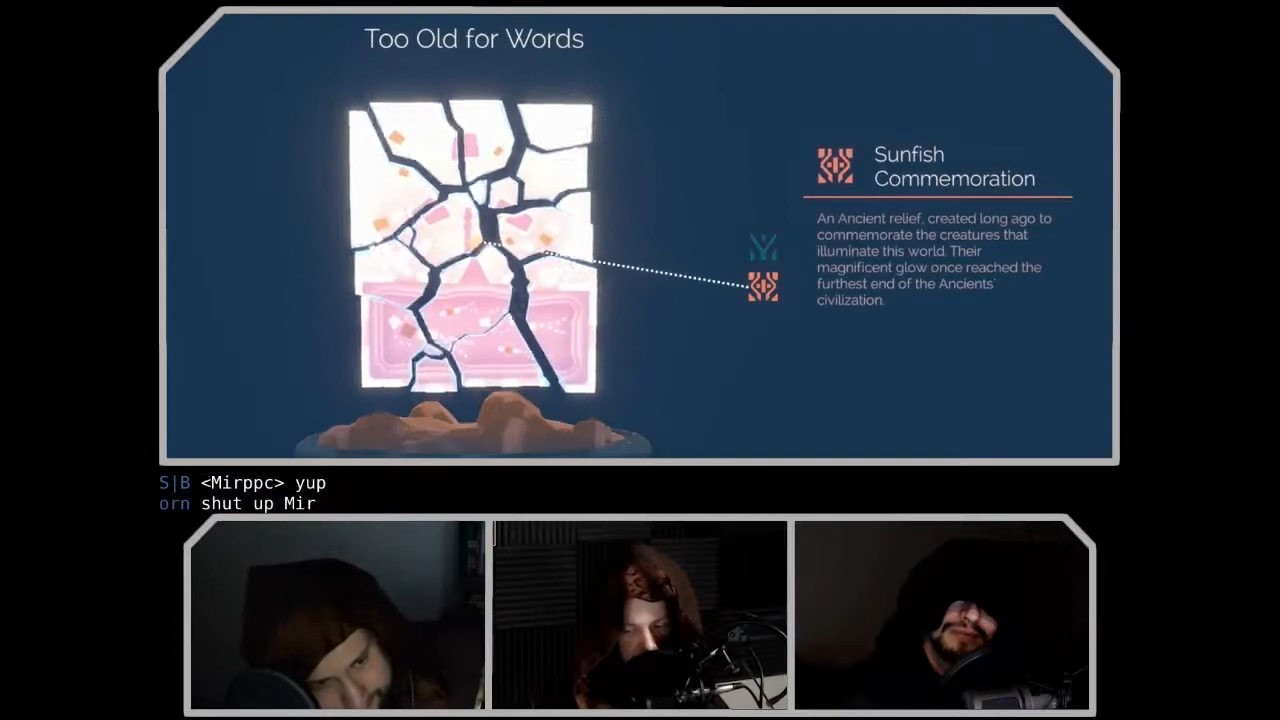 Too Old for Words
Sunfish
Commemoration
An Ancient relief, created long ago to
commemorate the creatures that
illuminate this world. Their
magnificent glow once reached the
furthest end of the Ancients'
civilization.
S|B <Mirppc> yup
orn shut up Mir